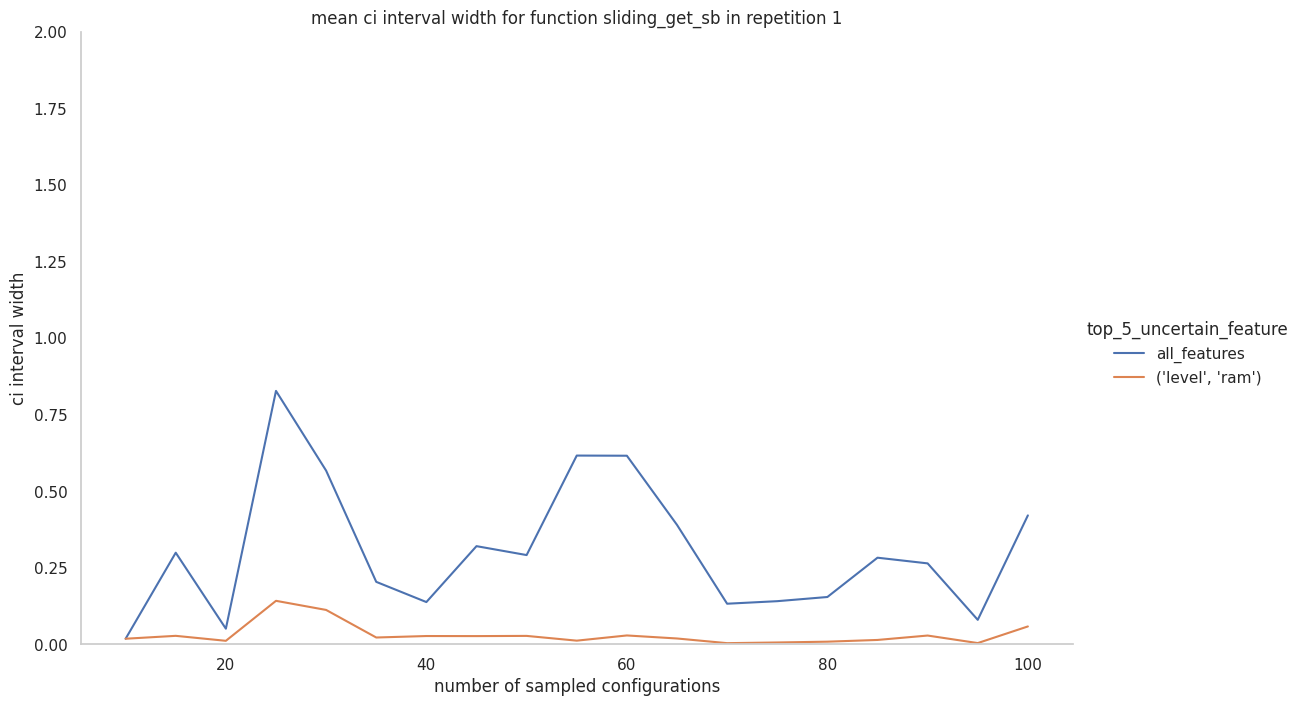 mean ci interval width for function sliding_get_sb in repetition 1
2.00
1.75
1.50
1.25
1.00
0.75
0.50
0.25
0.00
ci interval width
20
40
60
80
100
number of sampled configurations
top_5_uncertain_feature
all_features
('level', 'ram')